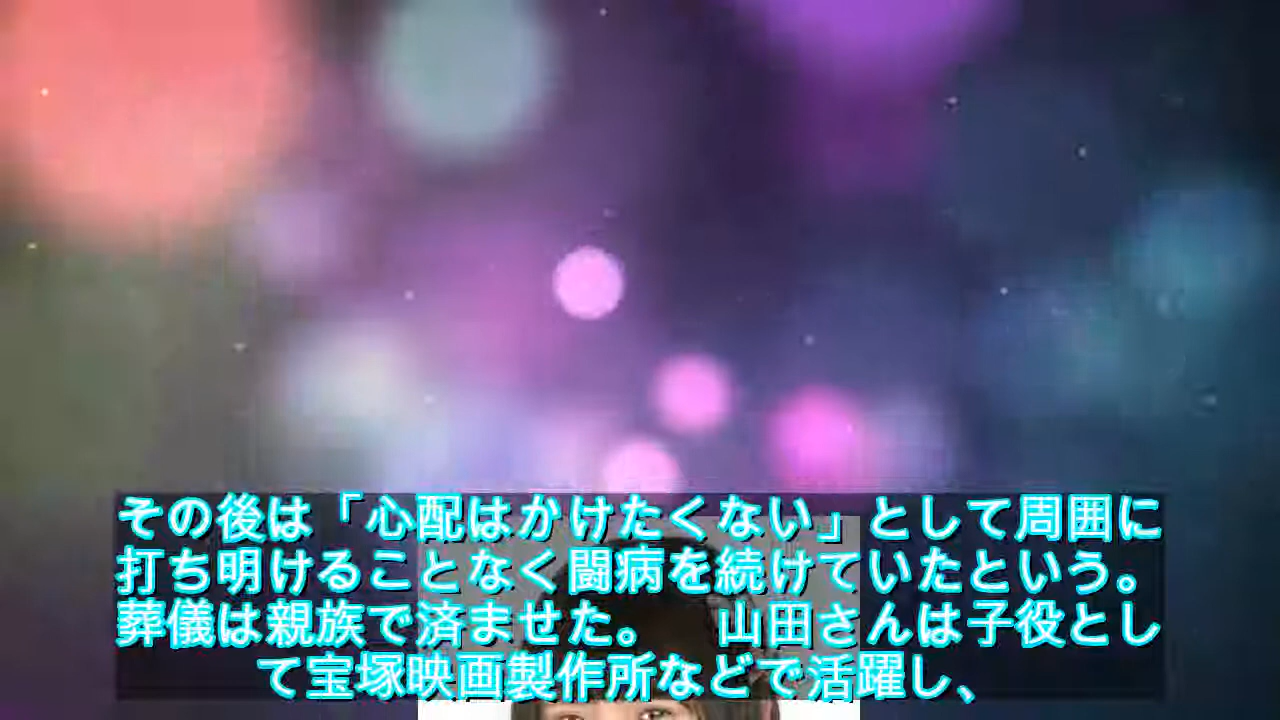 その後は「心配はかけたくない」として周囲に
打ち明けることなく闘病を続けていたという。
葬儀は親族で済ませた。　山田さんは子役とし
て宝塚映画製作所などで活躍し、